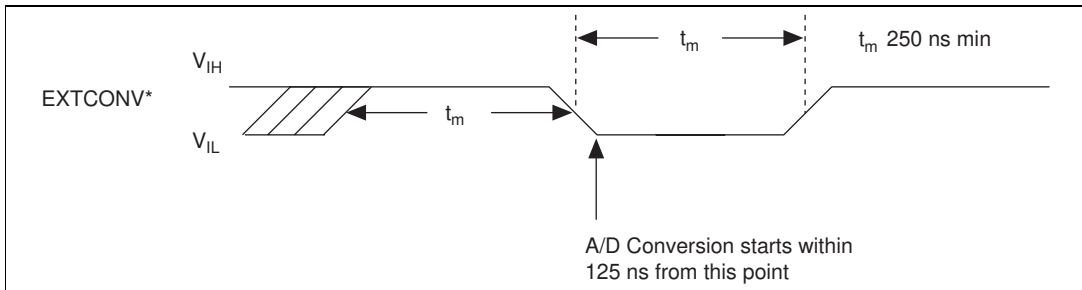 t_m
t_m 250 ns min
V_IH
EXTCONV*
t_m
V_IL
A/D Conversion starts within
125 ns from this point